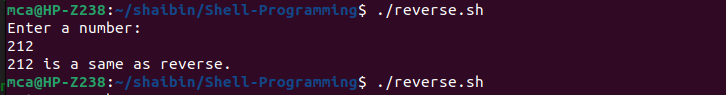 mca@HP-Z238:~/shaibin/Shell-Programming$ ./reverse.sh
Enter a number:
212
212 is a same as reverse.
mca@HP-Z238:~/shaibin/Shell-Programming$ ./reverse.sh